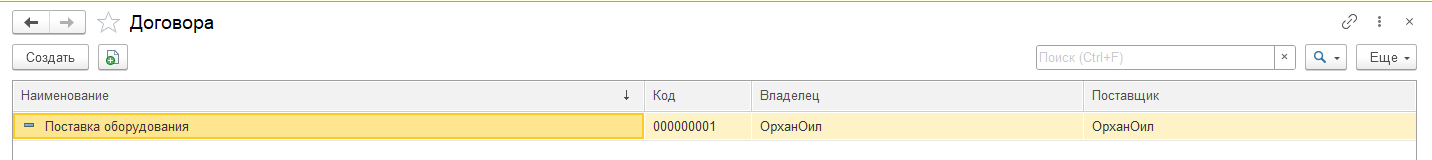 Договора
Создать
Поиск (Ctrl+F)
Еще
Наименование Код Владелец Поставщик
Поставка оборудования 000000001 ОрханОил ОрханОил